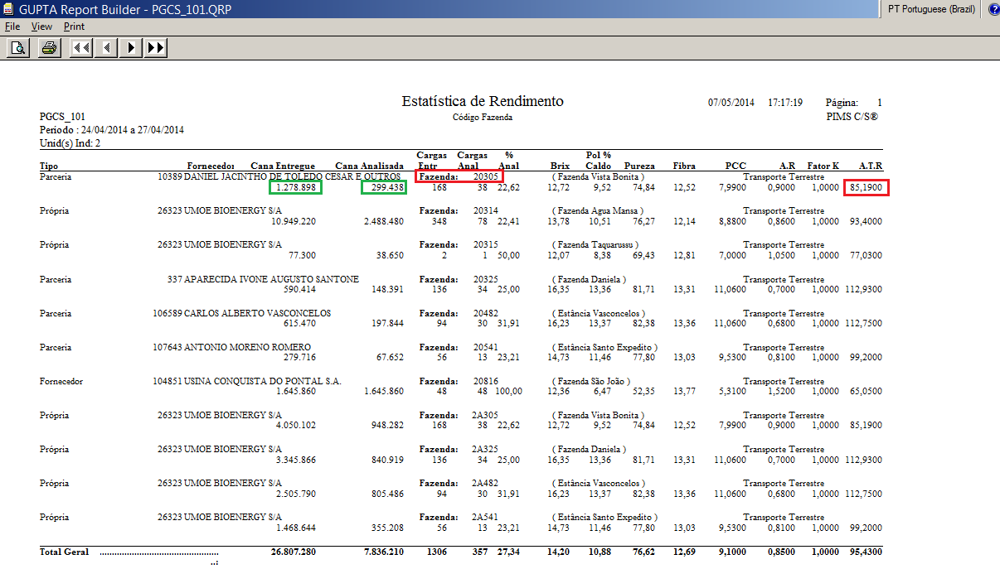 GUPTA Report Builder - PGCS_101.QRP
PT Portuguese (Brazil)
File View Print
Estatística de Rendimento 07/05/2014 17:17:19 Página: 1
PGCS_101 Código Fazenda PIMS C/S®
Periodo : 24/04/2014 a 27/04/2014
Unid(s) Ind: 2
Cargas Cargas % Pol %
Tipo Fornecedor Cana Entregue Cana Analisada Entr Anal Anal Brix Caldo Pureza Fibra PCC A.R Fator K A.T.R
Parceria 10389 DANIEL JACINTHO DE TOLEDO CESAR E OUTROS Fazenda: 20305 ( Fazenda Vista Bonita ) Transporte Terrestre
1.278.898 299.438 168 38 22,62 12,72 9,52 74,84 12,52 7,9900 0,9000 1,0000 85,1900
Própria 26323 UMOE BIOENERGY S/A Fazenda: 20314 ( Fazenda Agua Mansa ) Transporte Terrestre
10.949.220 2.488.480 348 78 22,41 13,78 10,51 76,27 12,14 8,8800 0,8600 1,0000 93,4000
Própria 26323 UMOE BIOENERGY S/A Fazenda: 20315 ( Fazenda Taquarussu ) Transporte Terrestre
77.300 38.650 2 1 50,00 12,07 8,38 69,43 12,81 7,0000 1,0500 1,0000 77,0300
Parceria 337 APARECIDA IVONE AUGUSTO SANTONE Fazenda: 20325 ( Fazenda Daniela ) Transporte Terrestre
590.414 148.391 136 34 25,00 16,35 13,36 81,71 13,31 11,0600 0,7000 1,0000 112,9300
Parceria 106589 CARLOS ALBERTO VASCONCELOS Fazenda: 20482 ( Estância Vasconcelos ) Transporte Terrestre
615.470 197.844 94 30 31,91 16,23 13,37 82,38 13,36 11,0600 0,6800 1,0000 112,7500
Parceria 107643 ANTONIO MORENO ROMERO Fazenda: 20541 ( Estância Santo Expedito ) Transporte Terrestre
279.716 67.652 56 13 23,21 14,73 11,46 77,80 13,03 9,5300 0,8100 1,0000 99,2000
Fornecedor 104851 USINA CONQUISTA DO PONTAL S.A. Fazenda: 20816 ( Fazenda São João ) Transporte Terrestre
1.645.860 1.645.860 48 48 100,00 12,36 6,47 52,35 13,77 5,3100 1,5200 1,0000 65,0500
Própria 26323 UMOE BIOENERGY S/A Fazenda: 2A305 ( Fazenda Vista Bonita ) Transporte Terrestre
4.050.102 948.282 168 38 22,62 12,72 9,52 74,84 12,52 7,9900 0,9000 1,0000 85,1900
Própria 26323 UMOE BIOENERGY S/A Fazenda: 2A325 ( Fazenda Daniela ) Transporte Terrestre
3.345.866 840.919 136 34 25,00 16,35 13,36 81,71 13,31 11,0600 0,7000 1,0000 112,9300
Própria 26323 UMOE BIOENERGY S/A Fazenda: 2A482 ( Estância Vasconcelos ) Transporte Terrestre
2.505.790 805.486 94 30 31,91 16,23 13,37 82,38 13,36 11,0600 0,6800 1,0000 112,7500
Própria 26323 UMOE BIOENERGY S/A Fazenda: 2A541 ( Estância Santo Expedito ) Transporte Terrestre
1.468.644 355.208 56 13 23,21 14,73 11,46 77,80 13,03 9,5300 0,8100 1,0000 99,2000
Total Geral ................................................ 26.807.280 7.836.210 1306 357 27,34 14,20 10,88 76,62 12,69 9,1000 0,8500 1,0000 95,4300